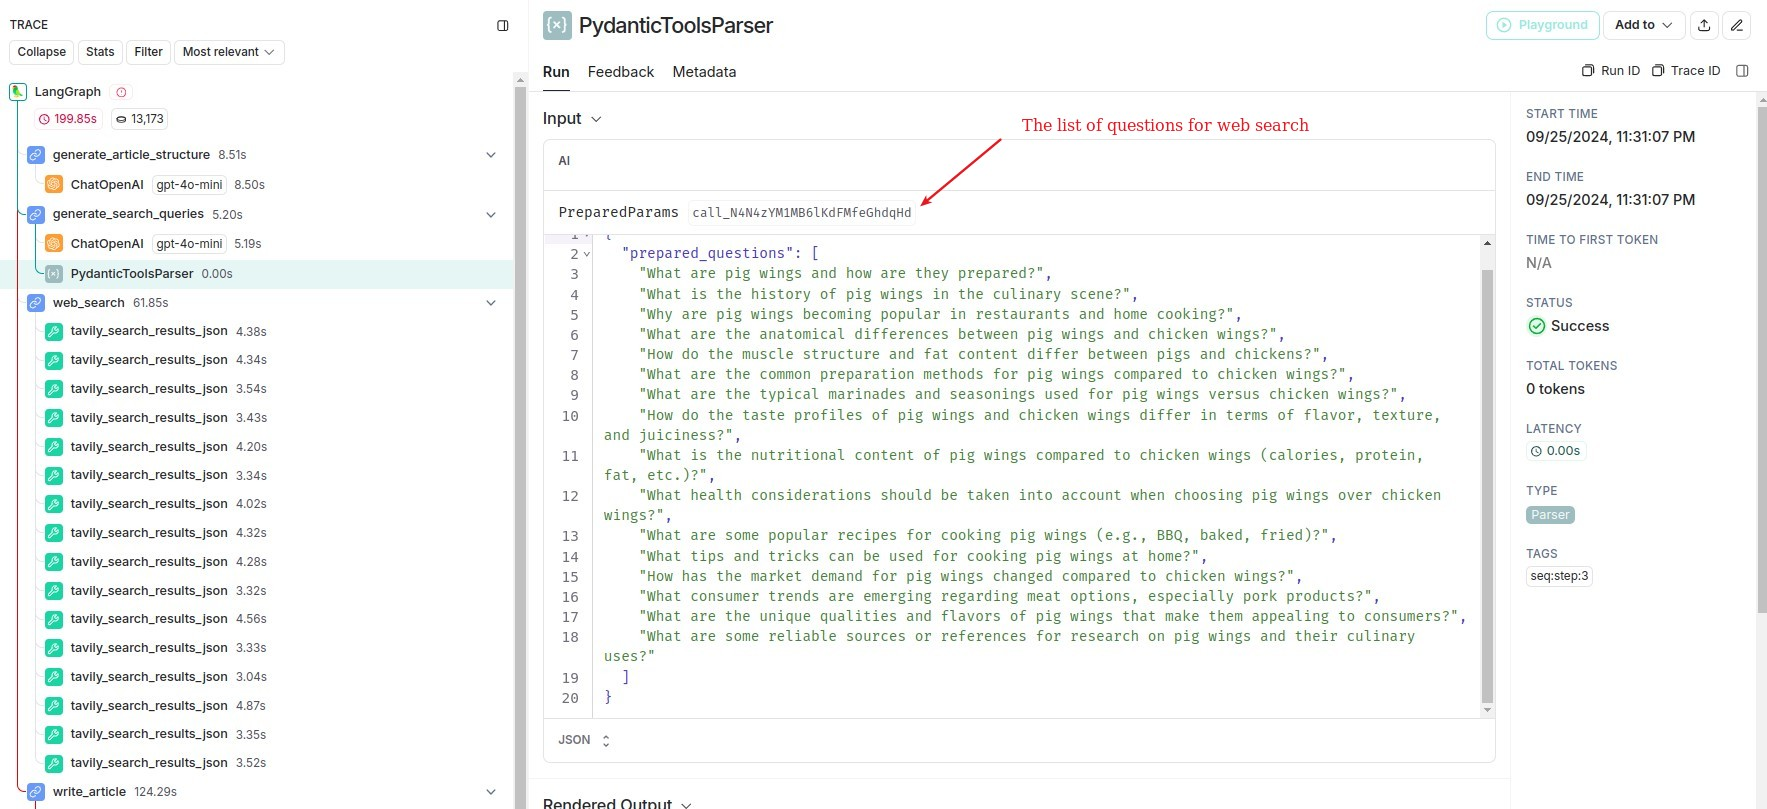 TRACE
Collapse Stats Filter Most relevant
LangGraph
199.85s 13,173
generate_article_structure 8.51s
ChatOpenAI gpt-4o-mini 8.50s
generate_search_queries 5.20s
ChatOpenAI gpt-4o-mini 5.19s
PydanticToolsParser 0.00s
web_search 61.85s
tavily_search_results_json 4.38s
tavily_search_results_json 4.34s
tavily_search_results_json 3.54s
tavily_search_results_json 3.43s
tavily_search_results_json 4.20s
tavily_search_results_json 3.34s
tavily_search_results_json 4.02s
tavily_search_results_json 4.32s
tavily_search_results_json 4.28s
tavily_search_results_json 3.32s
tavily_search_results_json 4.56s
tavily_search_results_json 3.33s
tavily_search_results_json 3.04s
tavily_search_results_json 4.87s
tavily_search_results_json 3.35s
tavily_search_results_json 3.52s
write_article 124.29s
PydanticToolsParser
Playground Add to
Run Feedback Metadata
Run ID Trace ID
Input
The list of questions for web search
AI
PreparedParams call_N4N4zYM1MB6lKdFMfeGhdqHd
1 {
2 "prepared_questions": [
3 "What are pig wings and how are they prepared?",
4 "What is the history of pig wings in the culinary scene?",
5 "Why are pig wings becoming popular in restaurants and home cooking?",
6 "What are the anatomical differences between pig wings and chicken wings?",
7 "How do the muscle structure and fat content differ between pigs and chickens?",
8 "What are the common preparation methods for pig wings compared to chicken wings?",
9 "What are the typical marinades and seasonings used for pig wings versus chicken wings?",
10 "How do the taste profiles of pig wings and chicken wings differ in terms of flavor, texture,
and juiciness?",
11 "What is the nutritional content of pig wings compared to chicken wings (calories, protein,
fat, etc.)?",
12 "What health considerations should be taken into account when choosing pig wings over chicken
wings?",
13 "What are some popular recipes for cooking pig wings (e.g., BBQ, baked, fried)?",
14 "What tips and tricks can be used for cooking pig wings at home?",
15 "How has the market demand for pig wings changed compared to chicken wings?",
16 "What consumer trends are emerging regarding meat options, especially pork products?",
17 "What are the unique qualities and flavors of pig wings that make them appealing to consumers?",
18 "What are some reliable sources or references for research on pig wings and their culinary
uses?"
19 ]
20 }
JSON
Rendered Output
START TIME
09/25/2024, 11:31:07 PM
END TIME
09/25/2024, 11:31:07 PM
TIME TO FIRST TOKEN
N/A
STATUS
Success
TOTAL TOKENS
0 tokens
LATENCY
0.00s
TYPE
Parser
TAGS
seq:step:3